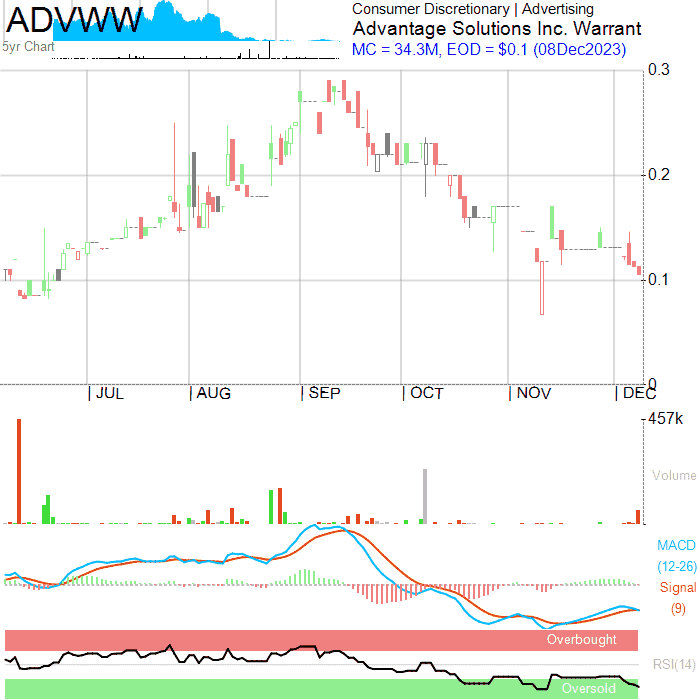 ADVWW
5yr Chart
Consumer Discretionary | Advertising
Advantage Solutions Inc. Warrant
MC = 34.3M, EOD = $0.1 (08Dec2023)
0.3
0.2
0.1
0
JUL AUG SEP OCT NOV DEC
457k
Volume
MACD
(12-26)
Signal
(9)
Overbought
RSI(14)
Oversold